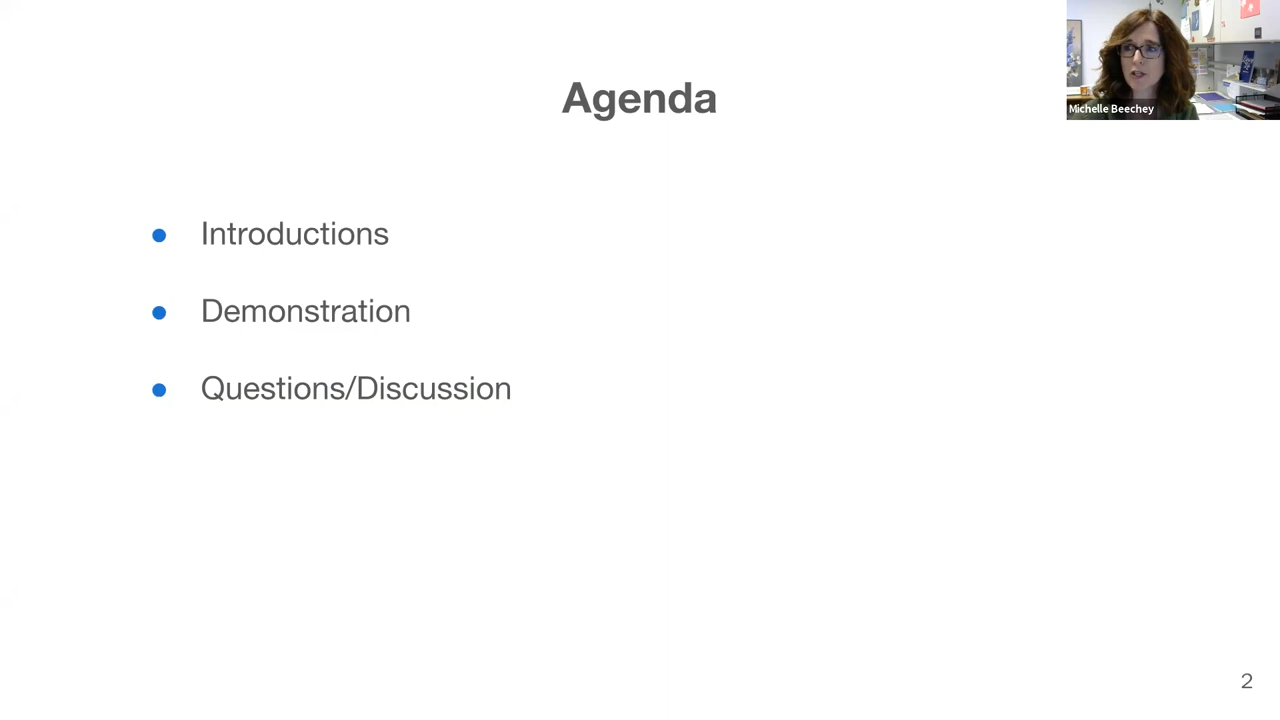 Agenda
Michelle Beechey
Introductions
Demonstration
Questions/Discussion
2